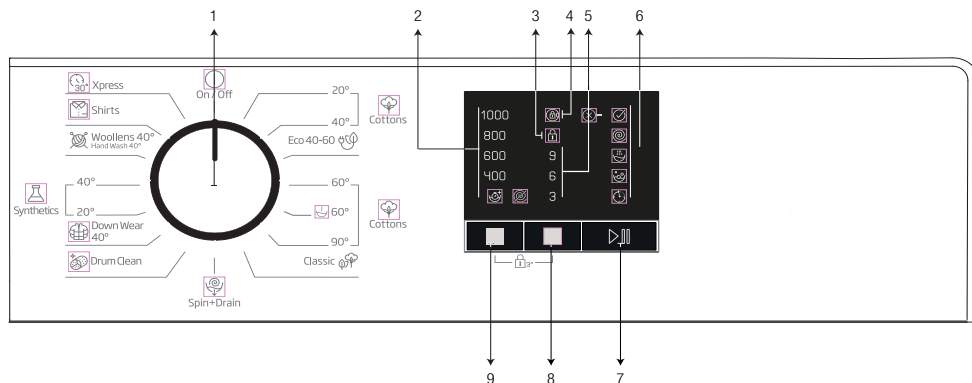 1 2 3 4 5 6
Xpress
30'
Shirts
Woollens 40°
Hand Wash 40°
40°
Synthetics
20°
Down Wear
40°
Drum Clean
On / Off
20°
Cottons
40°
Eco 40-60
60°
60°
Cottons
90°
Classic
Spin+Drain
1000
800
600 9
400 6
3
3"
9 8 7